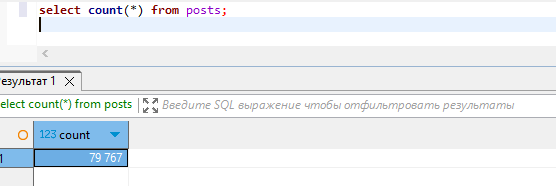 select count(*) from posts;
езультат 1
elect count(*) from posts
Введите SQL выражение чтобы отфильтровать результаты
123 count
1
79 767